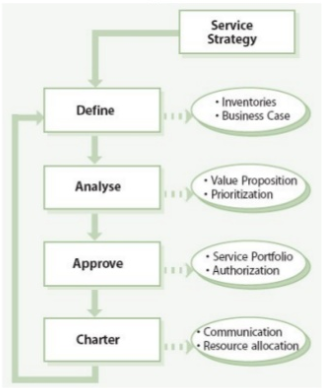 Service
Strategy
Define
• Inventories
• Business Case
Analyse
• Value Proposition
• Prioritization
Approve
• Service Portfolio
• Authorization
Charter
• Communication
• Resource allocation